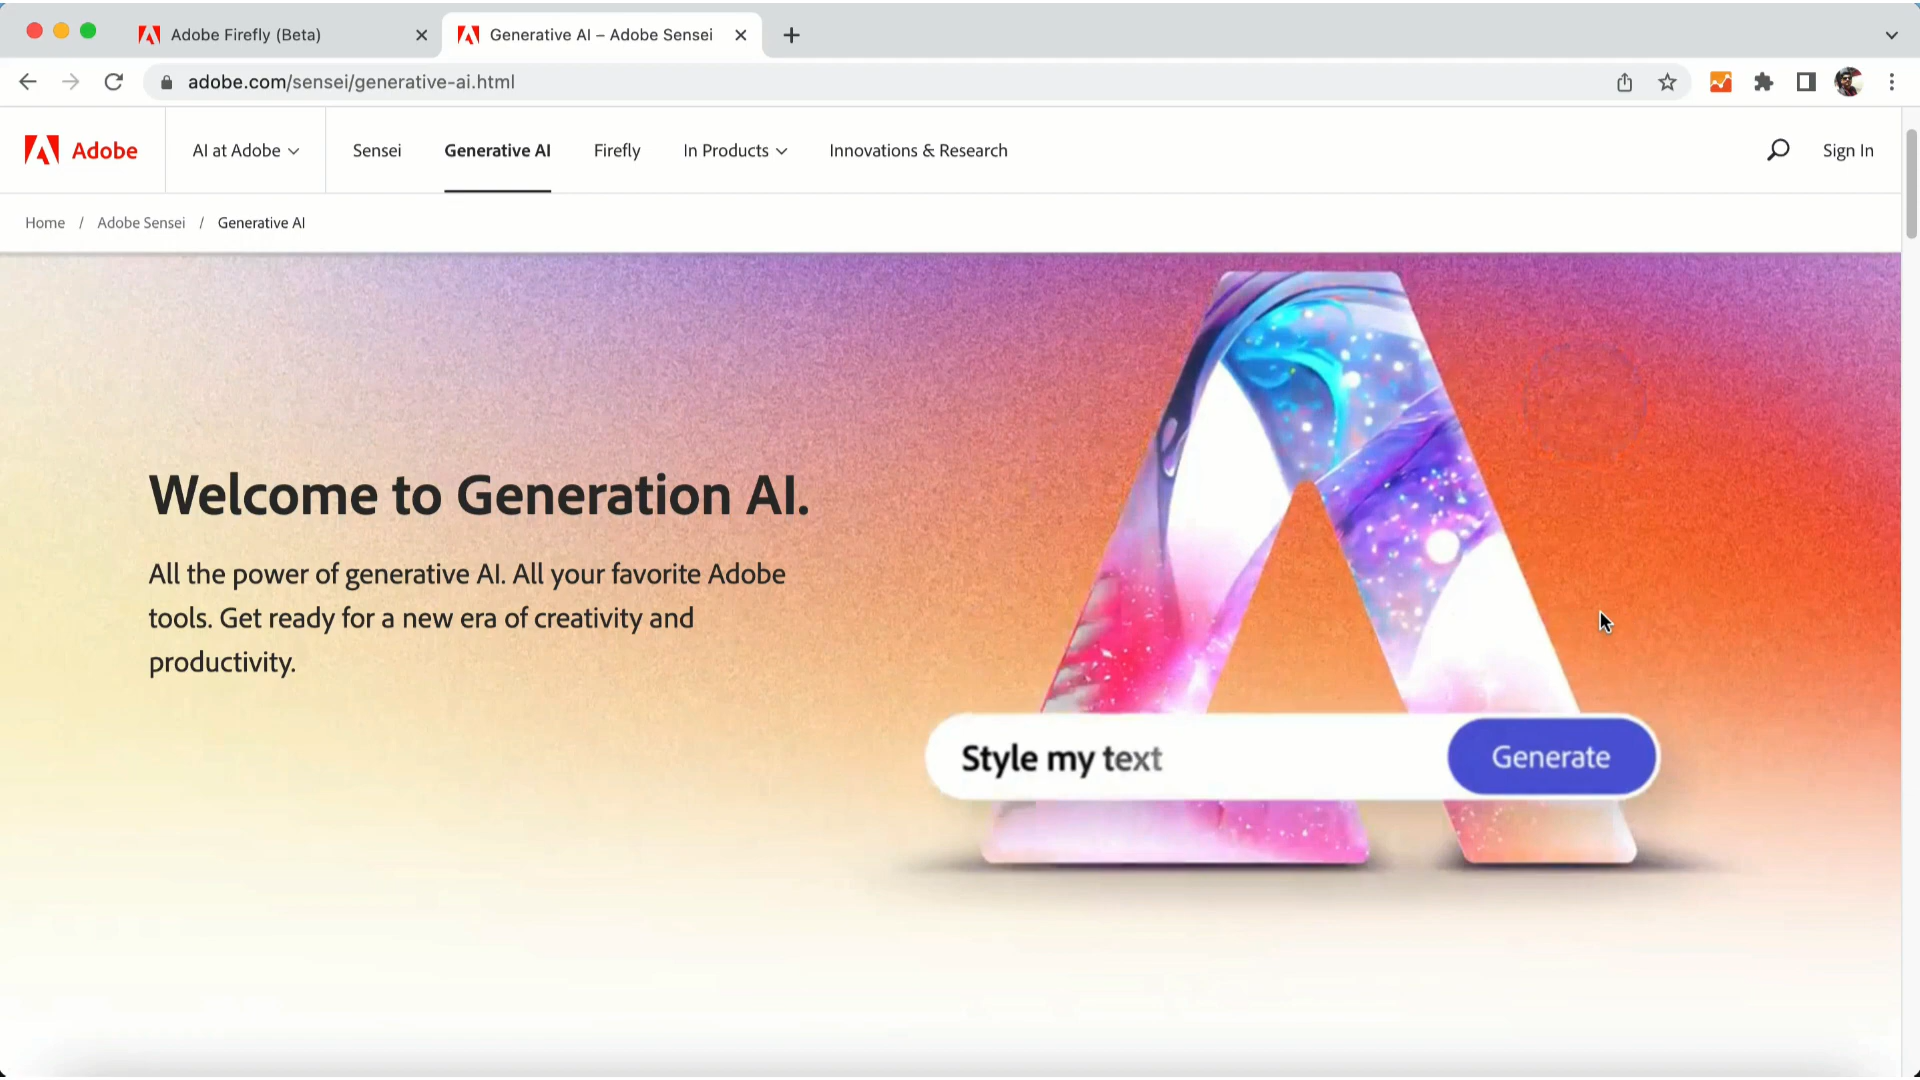 Adobe Firefly (Beta)
Generative AI – Adobe Sensei
adobe.com/sensei/generative-ai.html
Adobe
AI at Adobe
Sensei
Generative AI
Firefly
In Products
Innovations & Research
Sign In
Home / Adobe Sensei / Generative AI
Welcome to Generation AI.
All the power of generative AI. All your favorite Adobe
tools. Get ready for a new era of creativity and
productivity.
Style my text
Generate